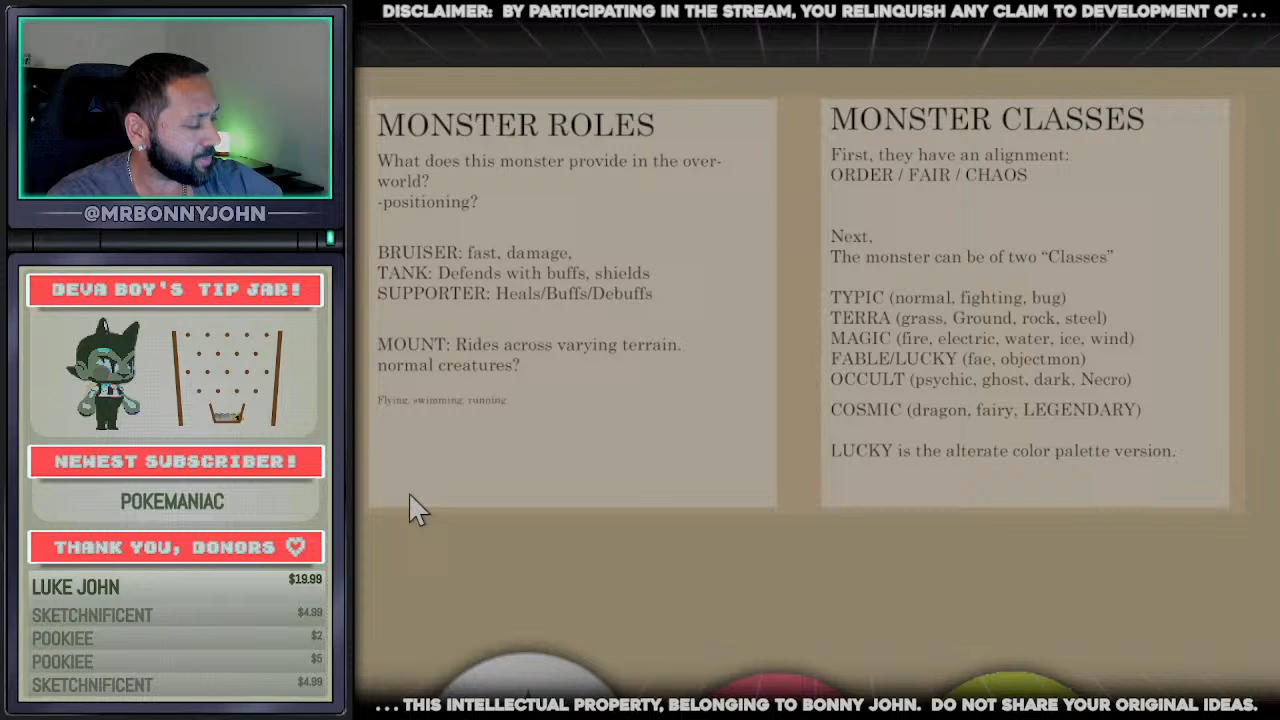 DISCLAIMER: BY PARTICIPATING IN THE STREAM, YOU RELINQUISH ANY CLAIM TO DEVELOPMENT OF . . .
@MRBONNYJOHN
DEVA BOY'S TIP JAR!
NEWEST SUBSCRIBER!
POKEMANIAC
THANK YOU, DONORS
LUKE JOHN $19.99
SKETCHNIFICENT $4.99
POOKIEE $2
POOKIEE $5
SKETCHNIFICENT $4.99
MONSTER ROLES
What does this monster provide in the over-
world?
-positioning?
BRUISER: fast, damage,
TANK: Defends with buffs, shields
SUPPORTER: Heals/Buffs/Debuffs
MOUNT: Rides across varying terrain.
normal creatures?
Flying, swimming, running
MONSTER CLASSES
First, they have an alignment:
ORDER / FAIR / CHAOS
Next,
The monster can be of two “Classes”
TYPIC (normal, fighting, bug)
TERRA (grass, Ground, rock, steel)
MAGIC (fire, electric, water, ice, wind)
FABLE/LUCKY (fae, objectmon)
OCCULT (psychic, ghost, dark, Necro)
COSMIC (dragon, fairy, LEGENDARY)
LUCKY is the alterate color palette version.
. . . THIS INTELLECTUAL PROPERTY, BELONGING TO BONNY JOHN. DO NOT SHARE YOUR ORIGINAL IDEAS.